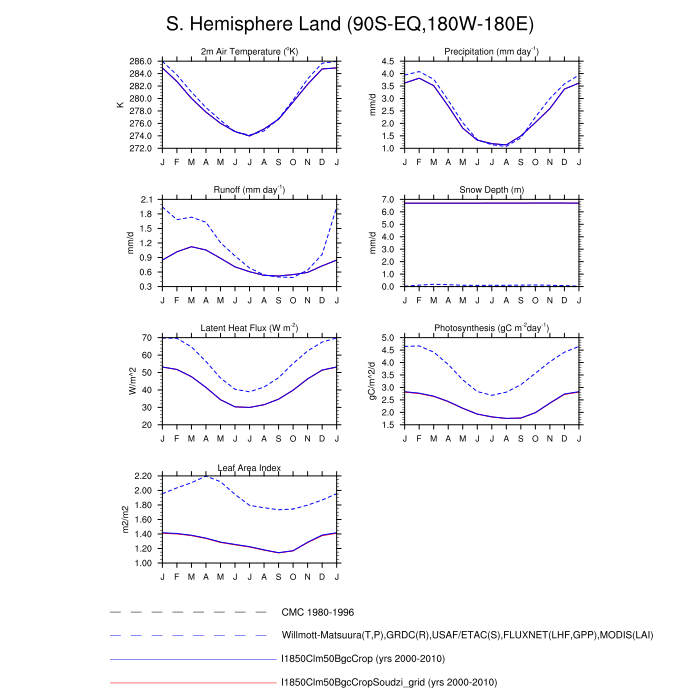 S. Hemisphere Land (90S-EQ,180W-180E)
2m Air Temperature (°K)
286.0
284.0
282.0
280.0
278.0
276.0
274.0
272.0
K
J F M A M J J A S O N D J
Precipitation (mm day⁻¹)
4.5
4.0
3.5
3.0
2.5
2.0
1.5
1.0
mm/d
J F M A M J J A S O N D J
Runoff (mm day⁻¹)
2.1
1.8
1.5
1.2
0.9
0.6
0.3
mm/d
J F M A M J J A S O N D J
Snow Depth (m)
7.0
6.0
5.0
4.0
3.0
2.0
1.0
0.0
mm/d
J F M A M J J A S O N D J
Latent Heat Flux (W m⁻²)
70
60
50
40
30
20
W/m^2
J F M A M J J A S O N D J
Photosynthesis (gC m⁻²day⁻¹)
5.0
4.5
4.0
3.5
3.0
2.5
2.0
1.5
gC/m^2/d
J F M A M J J A S O N D J
Leaf Area Index
2.20
2.00
1.80
1.60
1.40
1.20
1.00
m2/m2
J F M A M J J A S O N D J
CMC 1980-1996
Willmott-Matsuura(T,P),GRDC(R),USAF/ETAC(S),FLUXNET(LHF,GPP),MODIS(LAI)
I1850Clm50BgcCrop (yrs 2000-2010)
I1850Clm50BgcCropSoudzi_grid (yrs 2000-2010)